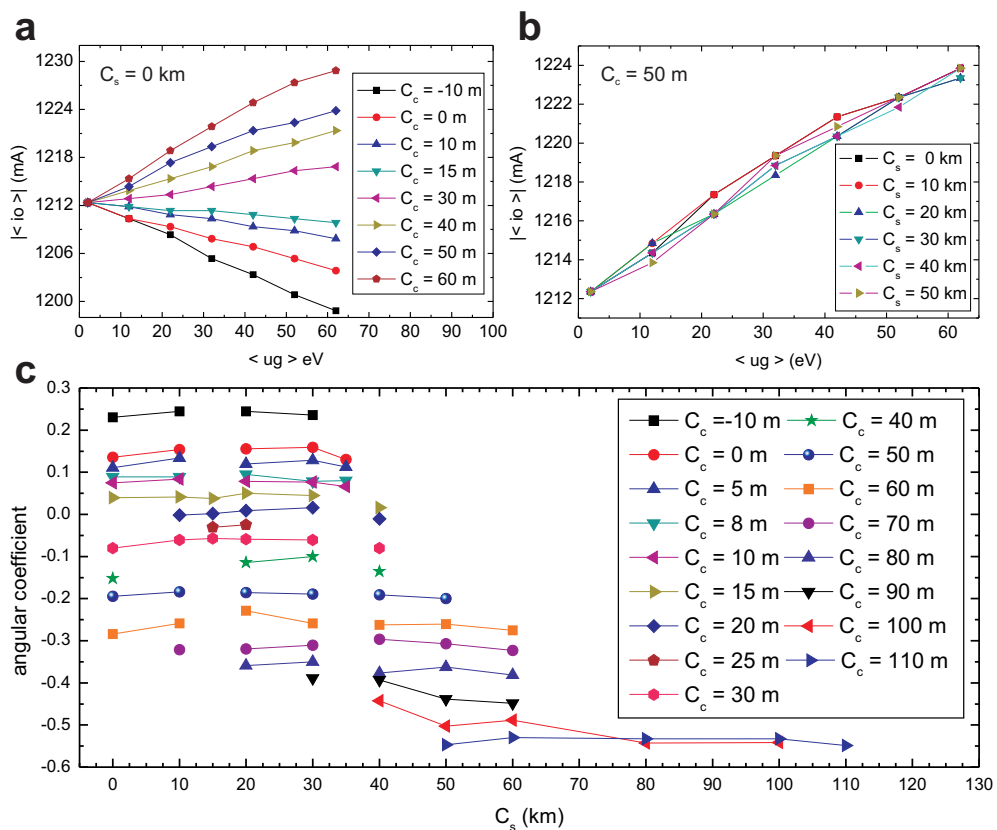 a
C_s = 0 km
1230
1224
1218
1212
1206
1200
|< io >| (mA)
0 10 20 30 40 50 60 70 80 90 100
< ug > eV
C_c = -10 m
C_c = 0 m
C_c = 10 m
C_c = 15 m
C_c = 30 m
C_c = 40 m
C_c = 50 m
C_c = 60 m
b
C_c = 50 m
1224
1222
1220
1218
1216
1214
1212
|< io >| (mA)
0 10 20 30 40 50 60
< ug > (eV)
C_s = 0 km
C_s = 10 km
C_s = 20 km
C_s = 30 km
C_s = 40 km
C_s = 50 km
c
0.3
0.2
0.1
0.0
-0.1
-0.2
-0.3
-0.4
-0.5
-0.6
angular coefficient
0 10 20 30 40 50 60 70 80 90 100 110 120 130
C_s (km)
C_c =-10 m
C_c = 0 m
C_c = 5 m
C_c = 8 m
C_c = 10 m
C_c = 15 m
C_c = 20 m
C_c = 25 m
C_c = 30 m
C_c = 40 m
C_c = 50 m
C_c = 60 m
C_c = 70 m
C_c = 80 m
C_c = 90 m
C_c = 100 m
C_c = 110 m